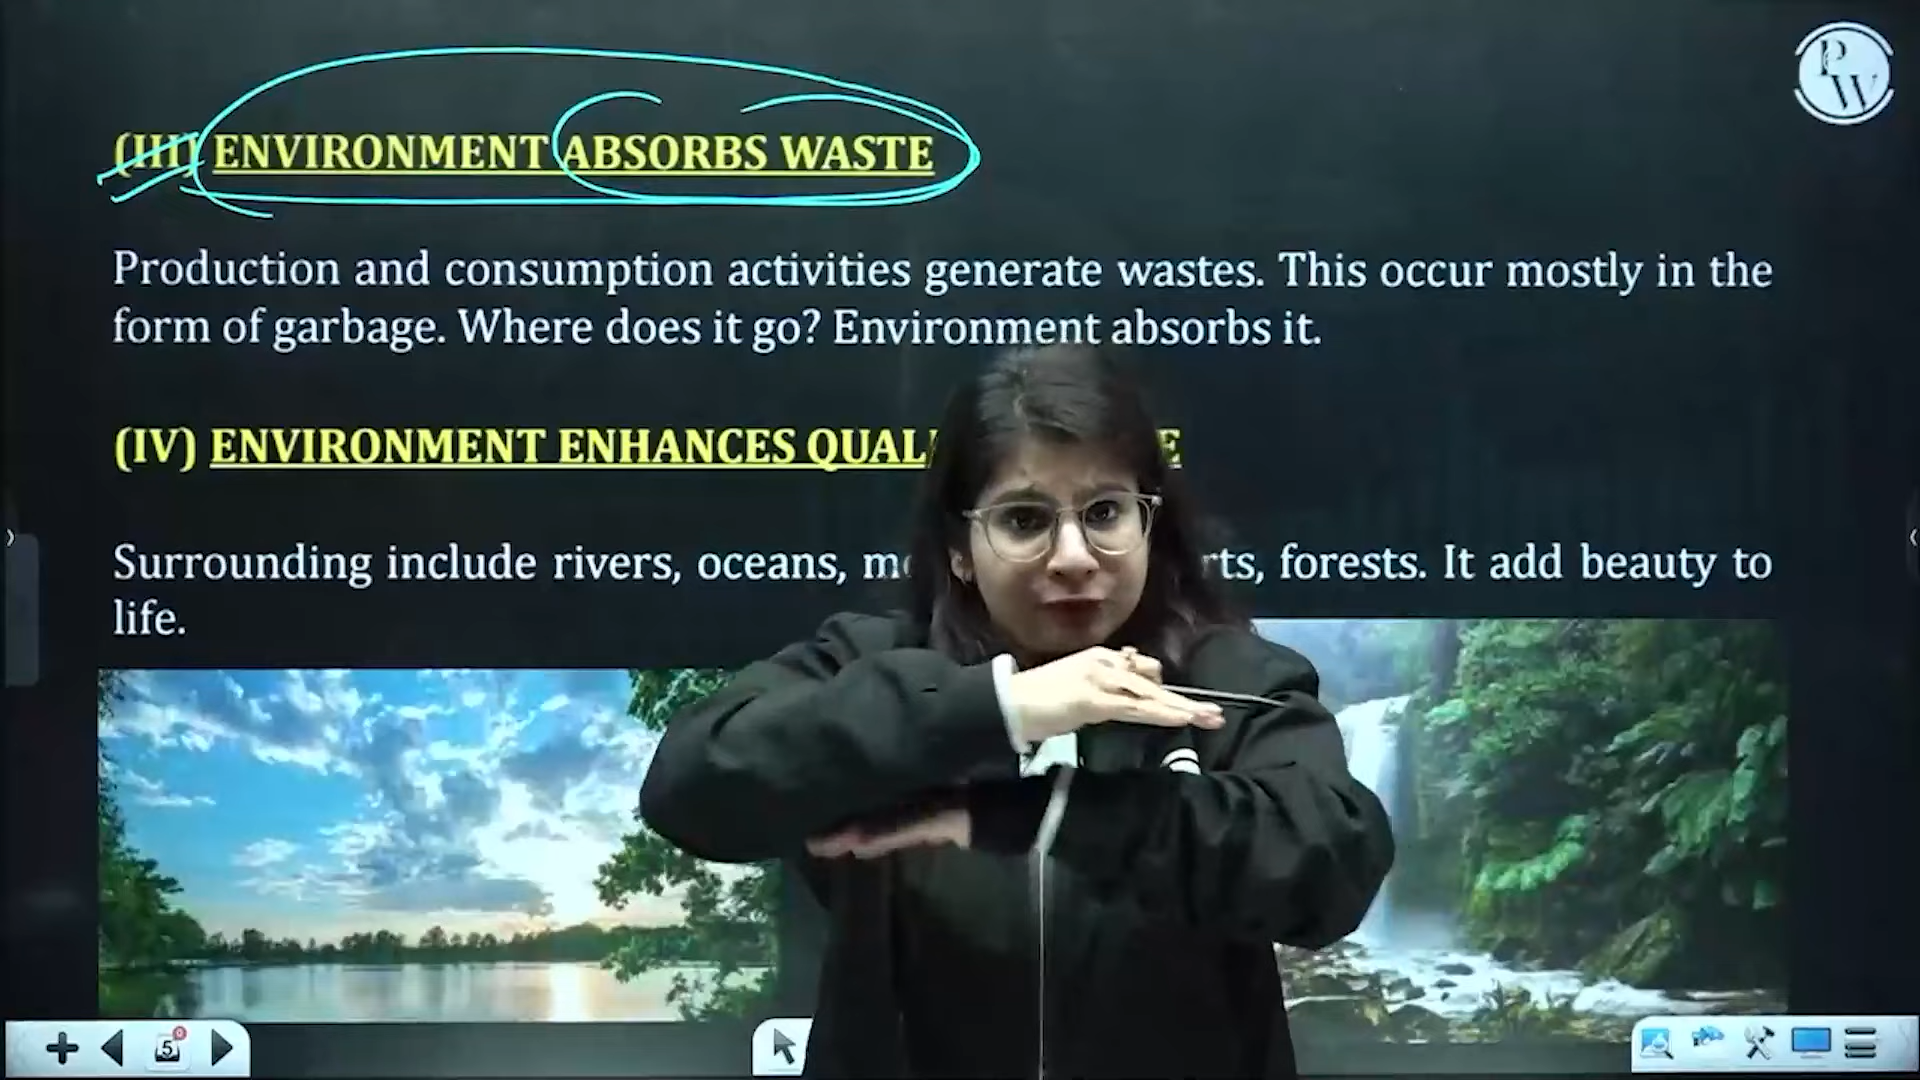 PW
(III) ENVIRONMENT ABSORBS WASTE
Production and consumption activities generate wastes. This occur mostly in the
form of garbage. Where does it go? Environment absorbs it.
(IV) ENVIRONMENT ENHANCES
Surrounding include rivers, oceans, forests. It add beauty to
life.
5